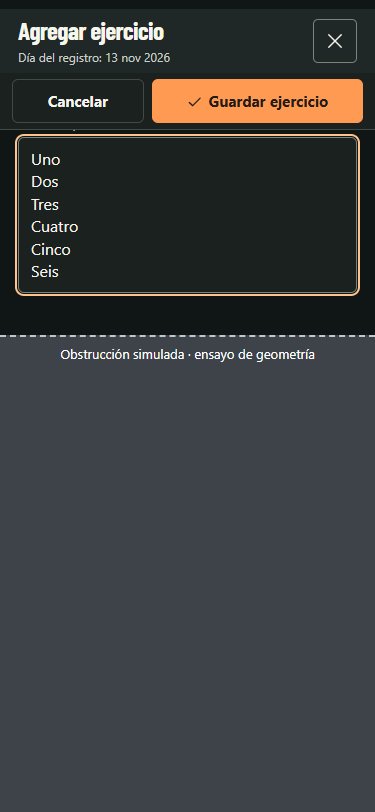 Agregar ejercicio
Día del registro: 13 nov 2026
Cancelar
Guardar ejercicio
Uno
Dos
Tres
Cuatro
Cinco
Seis
Obstrucción simulada · ensayo de geometría